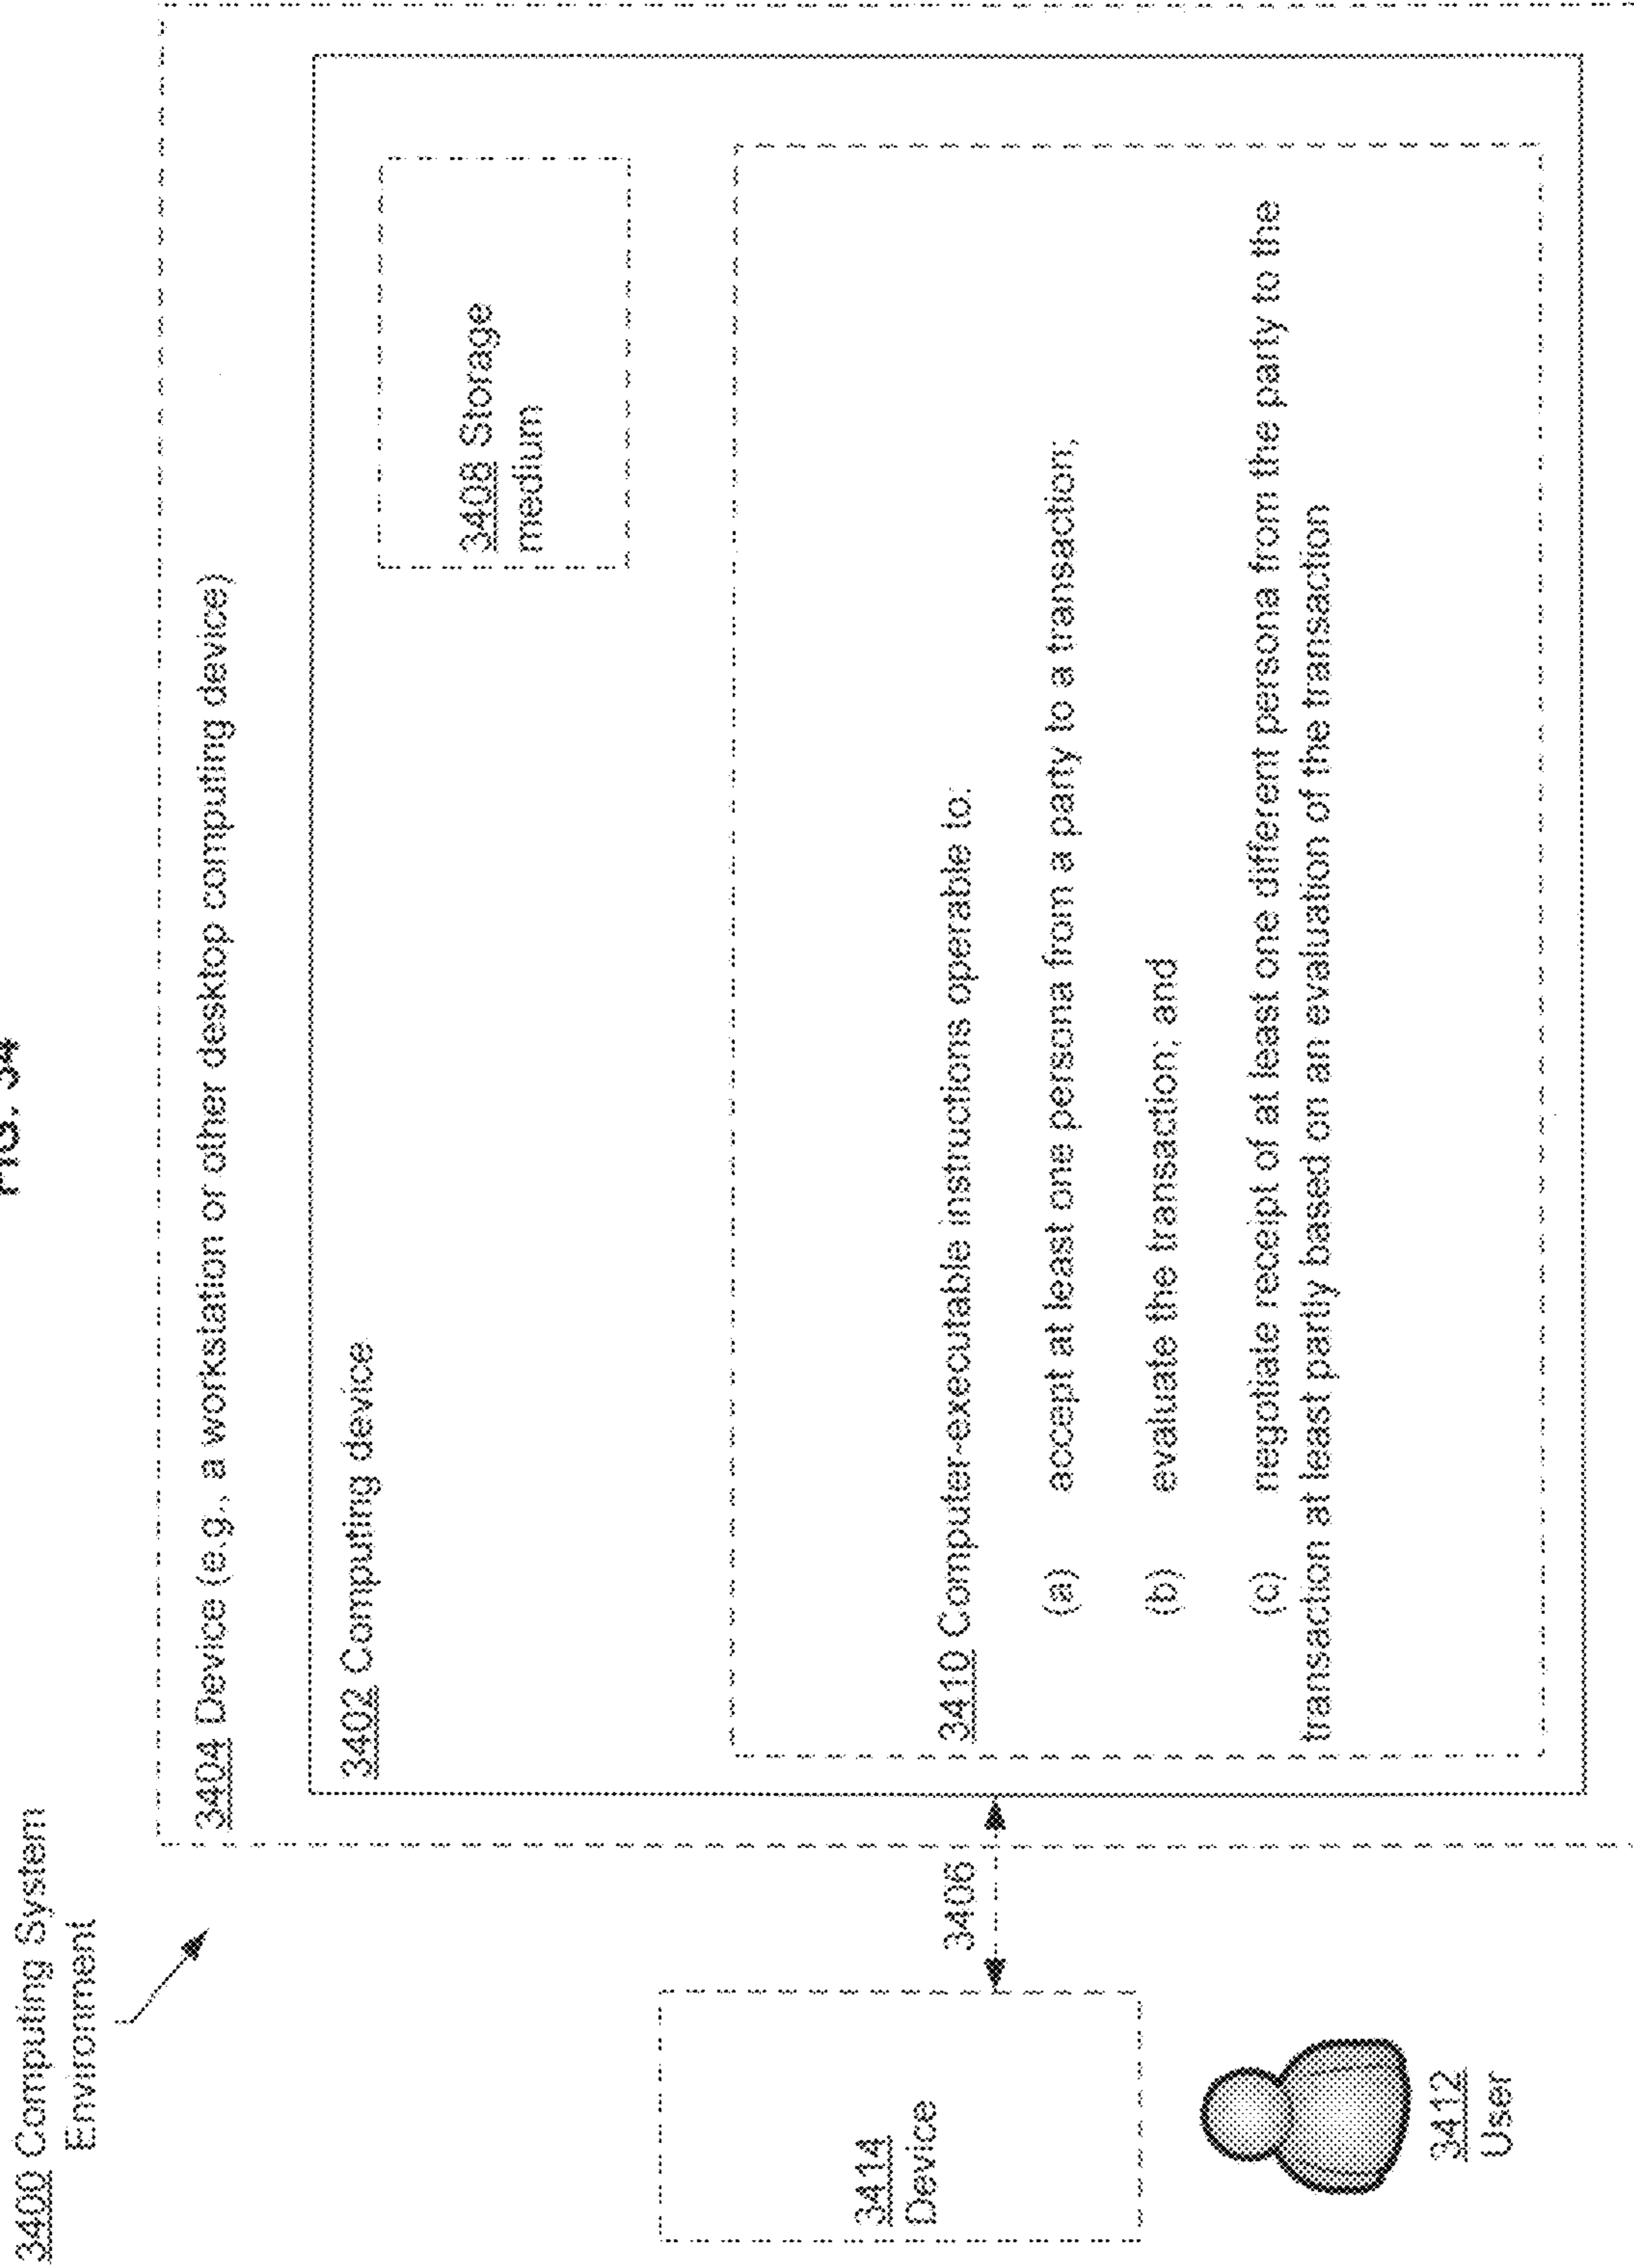 FIG. 34
3400 Computing System
Environment
3404 Device (e.g., a workstation or other desktop computing device)
3402 Computing device
3408 Storage
medium
3410 Computer-executable instructions operable to:
(a) accept at least one persona from a party to a transaction;
(b) evaluate the transaction; and
(c) negotiate receipt of at least one different persona from the party to the
transaction at least partly based on an evaluation of the transaction
3406
3414
Device
3412
User